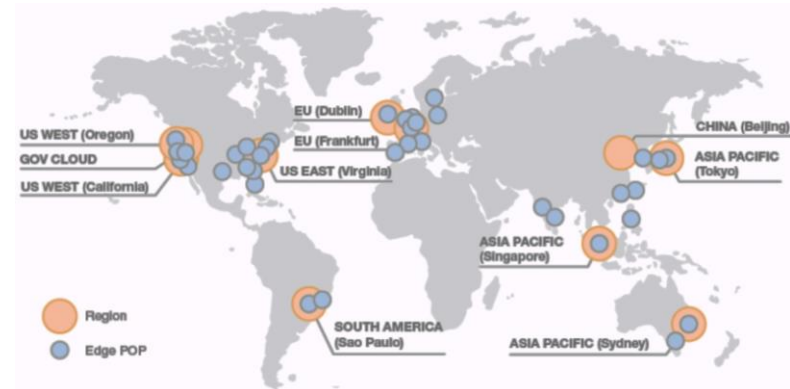 EU (Dublin)
US WEST (Oregon)
CHINA (Beijing)
EU (Frankfurt)
GOV CLOUD
ASIA PACIFIC
(Tokyo)
US EAST (Virginia)
US WEST (California)
ASIA PACIFIC
(Singapore)
Region
SOUTH AMERICA
(Sao Paulo)
ASIA PACIFIC (Sydney)
Edge POP